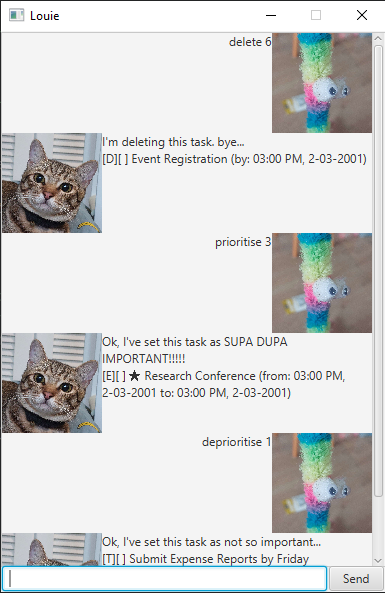 Louie
delete 6
I'm deleting this task. bye...
[D][ ] Event Registration (by: 03:00 PM, 2-03-2001)
prioritise 3
Ok, I've set this task as SUPA DUPA
IMPORTANT!!!!!
[E][ ] ★ Research Conference (from: 03:00 PM,
2-03-2001 to: 03:00 PM, 2-03-2001)
deprioritise 1
Ok, I've set this task as not so important...
[T][ ] Submit Expense Reports by Friday
Send